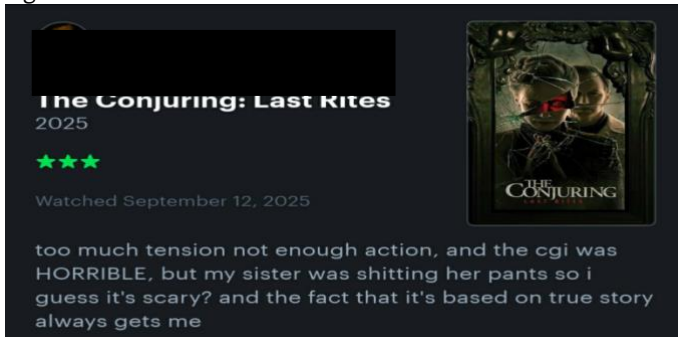 The Conjuring: Last Rites
2025
★★★
Watched September 12, 2025
THE
CONJURING
LAST RITES
too much tension not enough action, and the cgi was
HORRIBLE, but my sister was shitting her pants so i
guess it's scary? and the fact that it's based on true story
always gets me